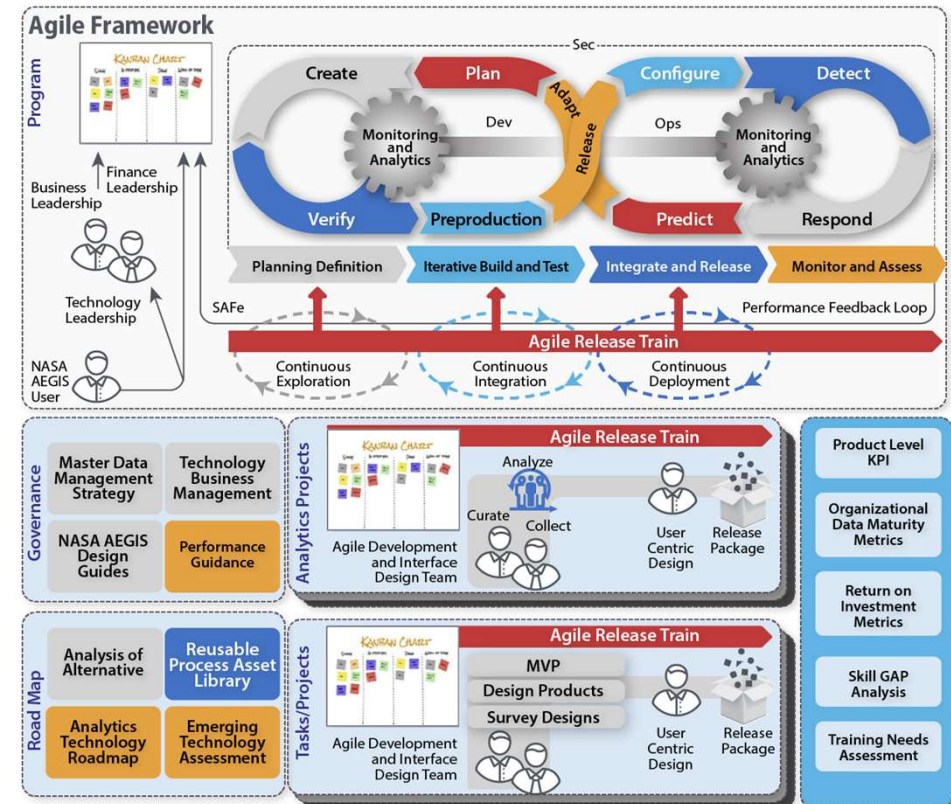 Agile Framework
Program
KANBAN CHART
Sec
Create
Plan
Configure
Detect
Adapt
Release
Monitoring
and
Analytics
Dev
Ops
Monitoring
and
Analytics
Verify
Preproduction
Predict
Respond
Finance
Leadership
Business
Leadership
Technology
Leadership
NASA
AEGIS
User
Planning Definition
Iterative Build and Test
Integrate and Release
Monitor and Assess
SAFe
Performance Feedback Loop
Agile Release Train
Continuous
Exploration
Continuous
Integration
Continuous
Deployment
Governance
Master Data
Management
Strategy
Technology
Business
Management
NASA AEGIS
Design
Guides
Performance
Guidance
Analytics Projects
KANBAN CHART
Agile Release Train
Analyze
Curate
Collect
Agile Development
and Interface
Design Team
User
Centric
Design
Release
Package
Road Map
Analysis of
Alternative
Reusable
Process Asset
Library
Analytics
Technology
Roadmap
Emerging
Technology
Assessment
Tasks/Projects
KANBAN CHART
Agile Release Train
MVP
Design Products
Survey Designs
Agile Development
and Interface
Design Team
User
Centric
Design
Release
Package
Product Level
KPI
Organizational
Data Maturity
Metrics
Return on
Investment
Metrics
Skill GAP
Analysis
Training Needs
Assessment